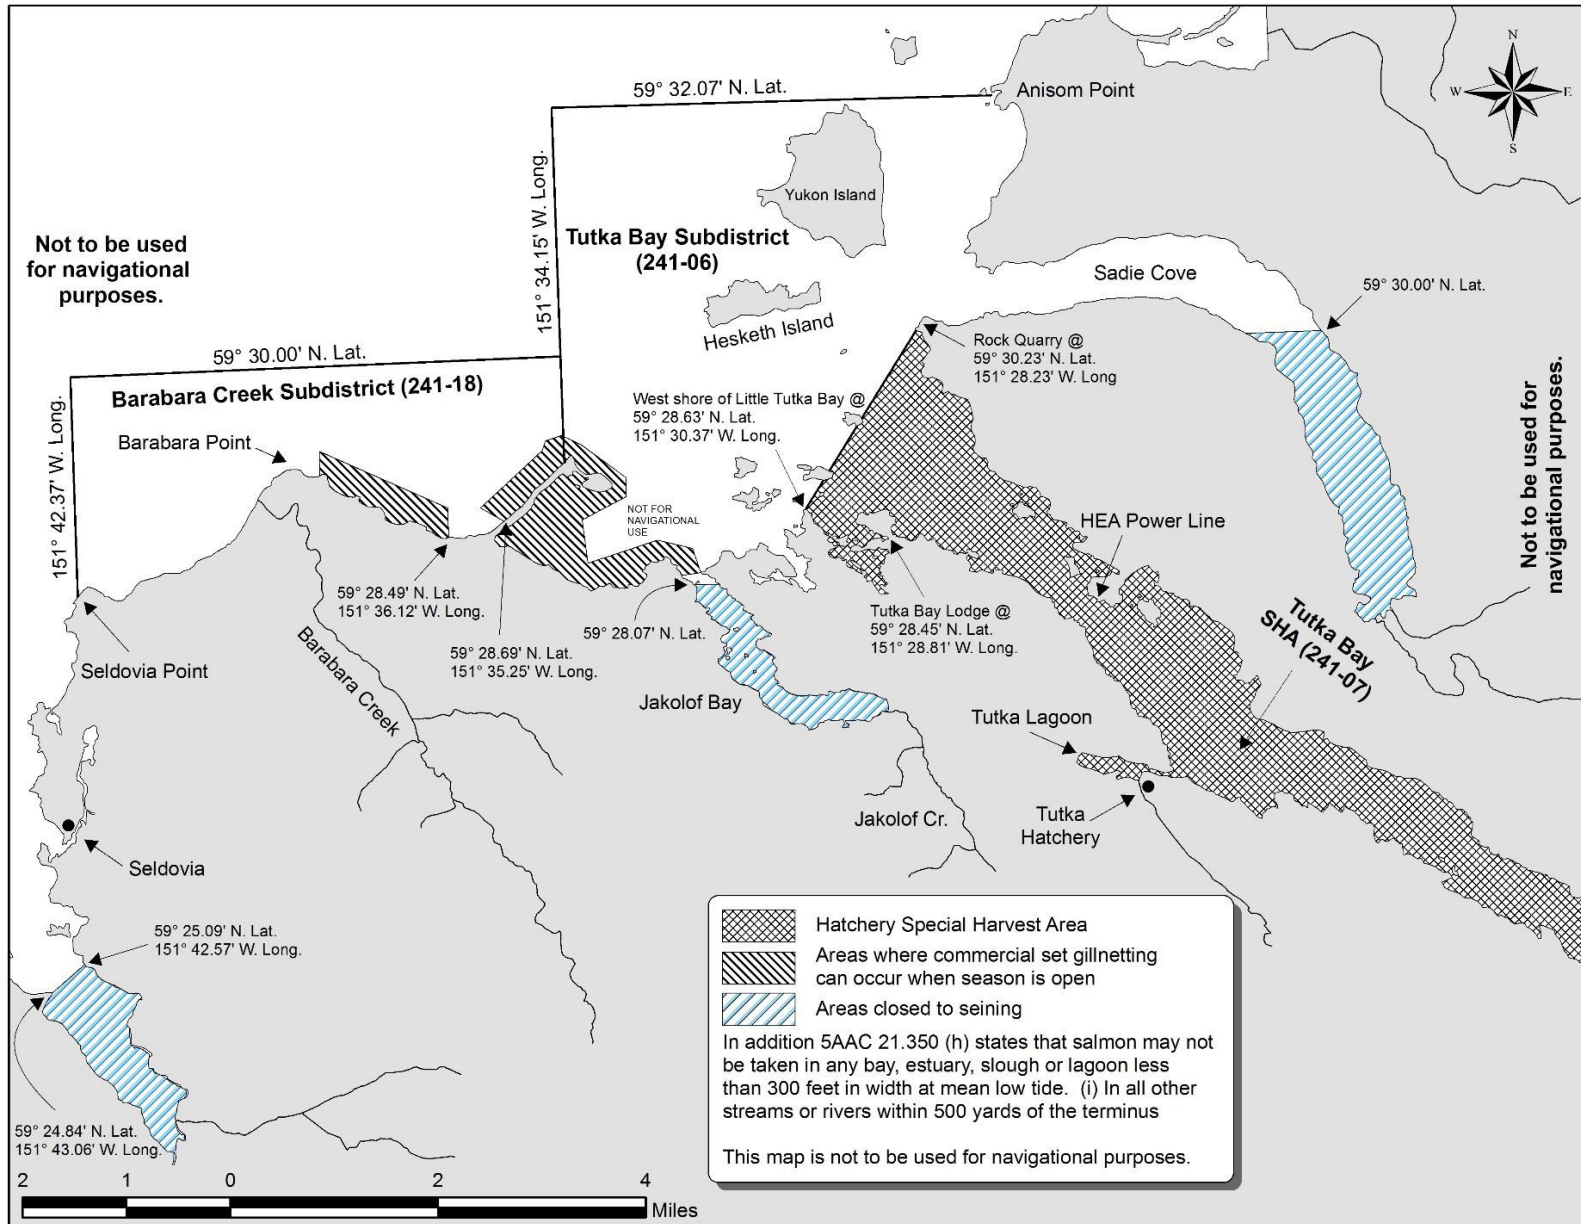 59° 32.07' N. Lat.
Anisom Point
N
W
E
S
Yukon Island
151° 34.15' W. Long.
Not to be used
for navigational
purposes.
Tutka Bay Subdistrict
(241-06)
Sadie Cove
59° 30.00' N. Lat.
Hesketh Island
59° 30.00' N. Lat.
Rock Quarry @
59° 30.23' N. Lat.
151° 28.23' W. Long
Not to be used for
navigational purposes.
Barabara Creek Subdistrict (241-18)
151° 42.37' W. Long.
Barabara Point
West shore of Little Tutka Bay @
59° 28.63' N. Lat.
151° 30.37' W. Long.
NOT FOR
NAVIGATIONAL
USE
HEA Power Line
59° 28.49' N. Lat.
151° 36.12' W. Long.
59° 28.69' N. Lat.
151° 35.25' W. Long.
59° 28.07' N. Lat.
Tutka Bay Lodge @
59° 28.45' N. Lat.
151° 28.81' W. Long.
Tutka Bay
SHA (241-07)
Seldovia Point
Barabara Creek
Jakolof Bay
Tutka Lagoon
Jakolof Cr.
Tutka
Hatchery
Seldovia
59° 25.09' N. Lat.
151° 42.57' W. Long.
59° 24.84' N. Lat.
151° 43.06' W. Long.
Hatchery Special Harvest Area
Areas where commercial set gillnetting
can occur when season is open
Areas closed to seining
In addition 5AAC 21.350 (h) states that salmon may not
be taken in any bay, estuary, slough or lagoon less
than 300 feet in width at mean low tide.  (i) In all other
streams or rivers within 500 yards of the terminus
This map is not to be used for navigational purposes.
2 1 0 2 4
Miles